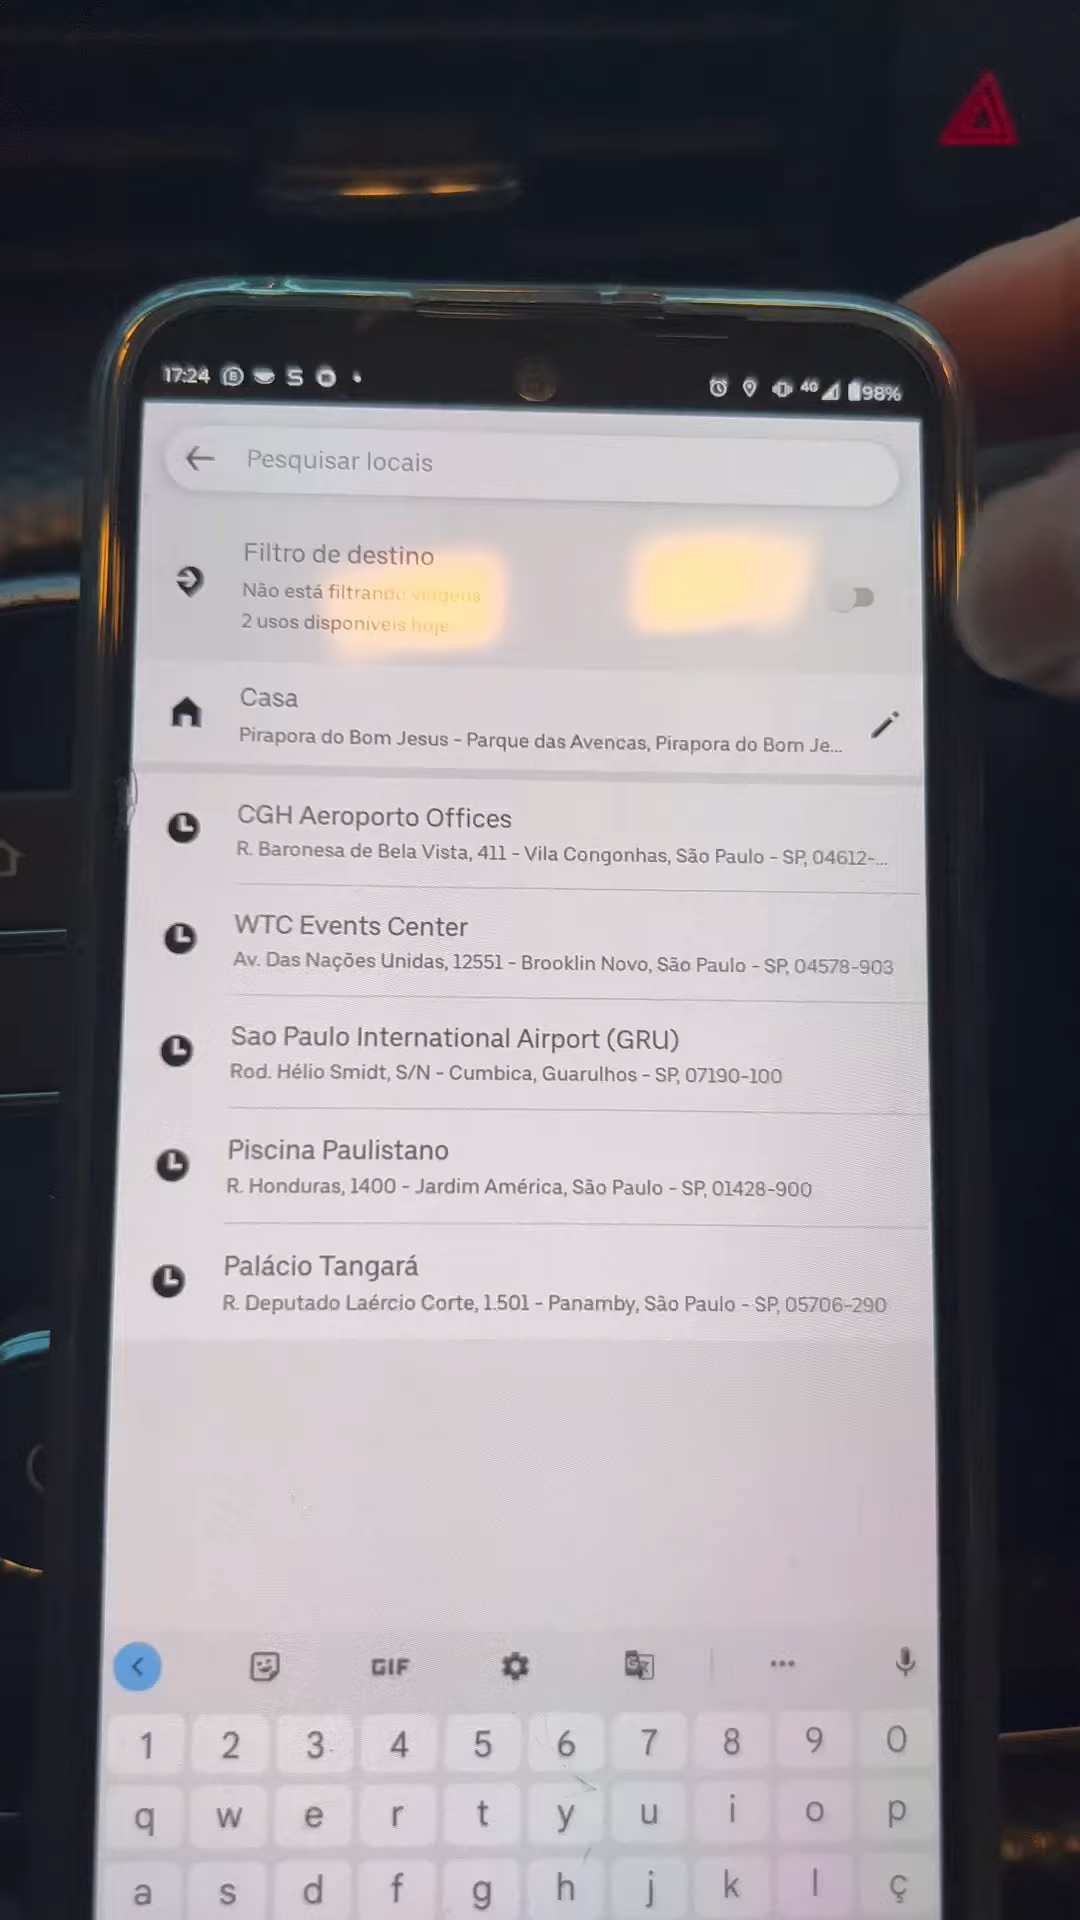 17:24
4G 98%
Pesquisar locais
Filtro de destino
Não está filtrando viagens
2 usos disponíveis hoje
Casa
Pirapora do Bom Jesus - Parque das Avencas, Pirapora do Bom Je...
CGH Aeroporto Offices
R. Baronesa de Bela Vista, 411 - Vila Congonhas, São Paulo - SP, 04612-...
WTC Events Center
Av. Das Nações Unidas, 12551 - Brooklin Novo, São Paulo - SP, 04578-903
Sao Paulo International Airport (GRU)
Rod. Hélio Smidt, S/N - Cumbica, Guarulhos - SP, 07190-100
Piscina Paulistano
R. Honduras, 1400 - Jardim América, São Paulo - SP, 01428-900
Palácio Tangará
R. Deputado Laércio Corte, 1.501 - Panamby, São Paulo - SP, 05706-290
GIF
1 2 3 4 5 6 7 8 9 0
q w e r t y u i o p
a s d f g h j k l ç